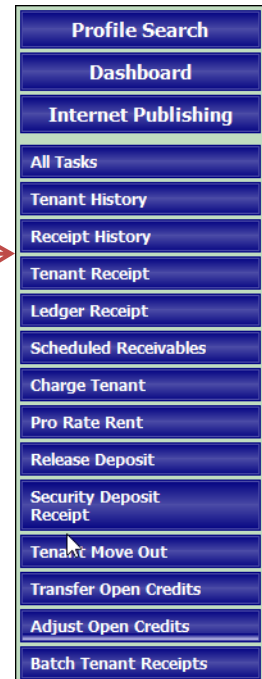 Profile Search
Dashboard
Internet Publishing
All Tasks
Tenant History
Receipt History
Tenant Receipt
Ledger Receipt
Scheduled Receivables
Charge Tenant
Pro Rate Rent
Release Deposit
Security Deposit
Receipt
Tenant Move Out
Transfer Open Credits
Adjust Open Credits
Batch Tenant Receipts